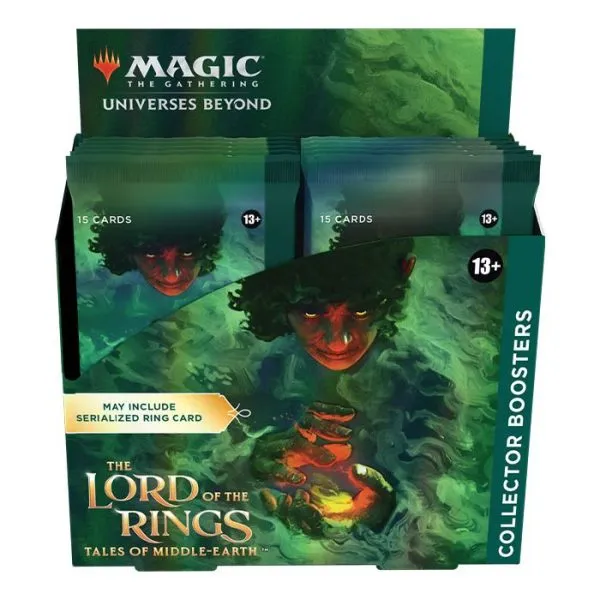 MAGIC
THE GATHERING
UNIVERSES BEYOND
15 CARDS
13+
15 CARDS
13+
13+
MAY INCLUDE
SERIALIZED RING CARD
THE
LORD OF THE
RINGS
TALES OF MIDDLE-EARTH™
COLLECTOR BOOSTERS